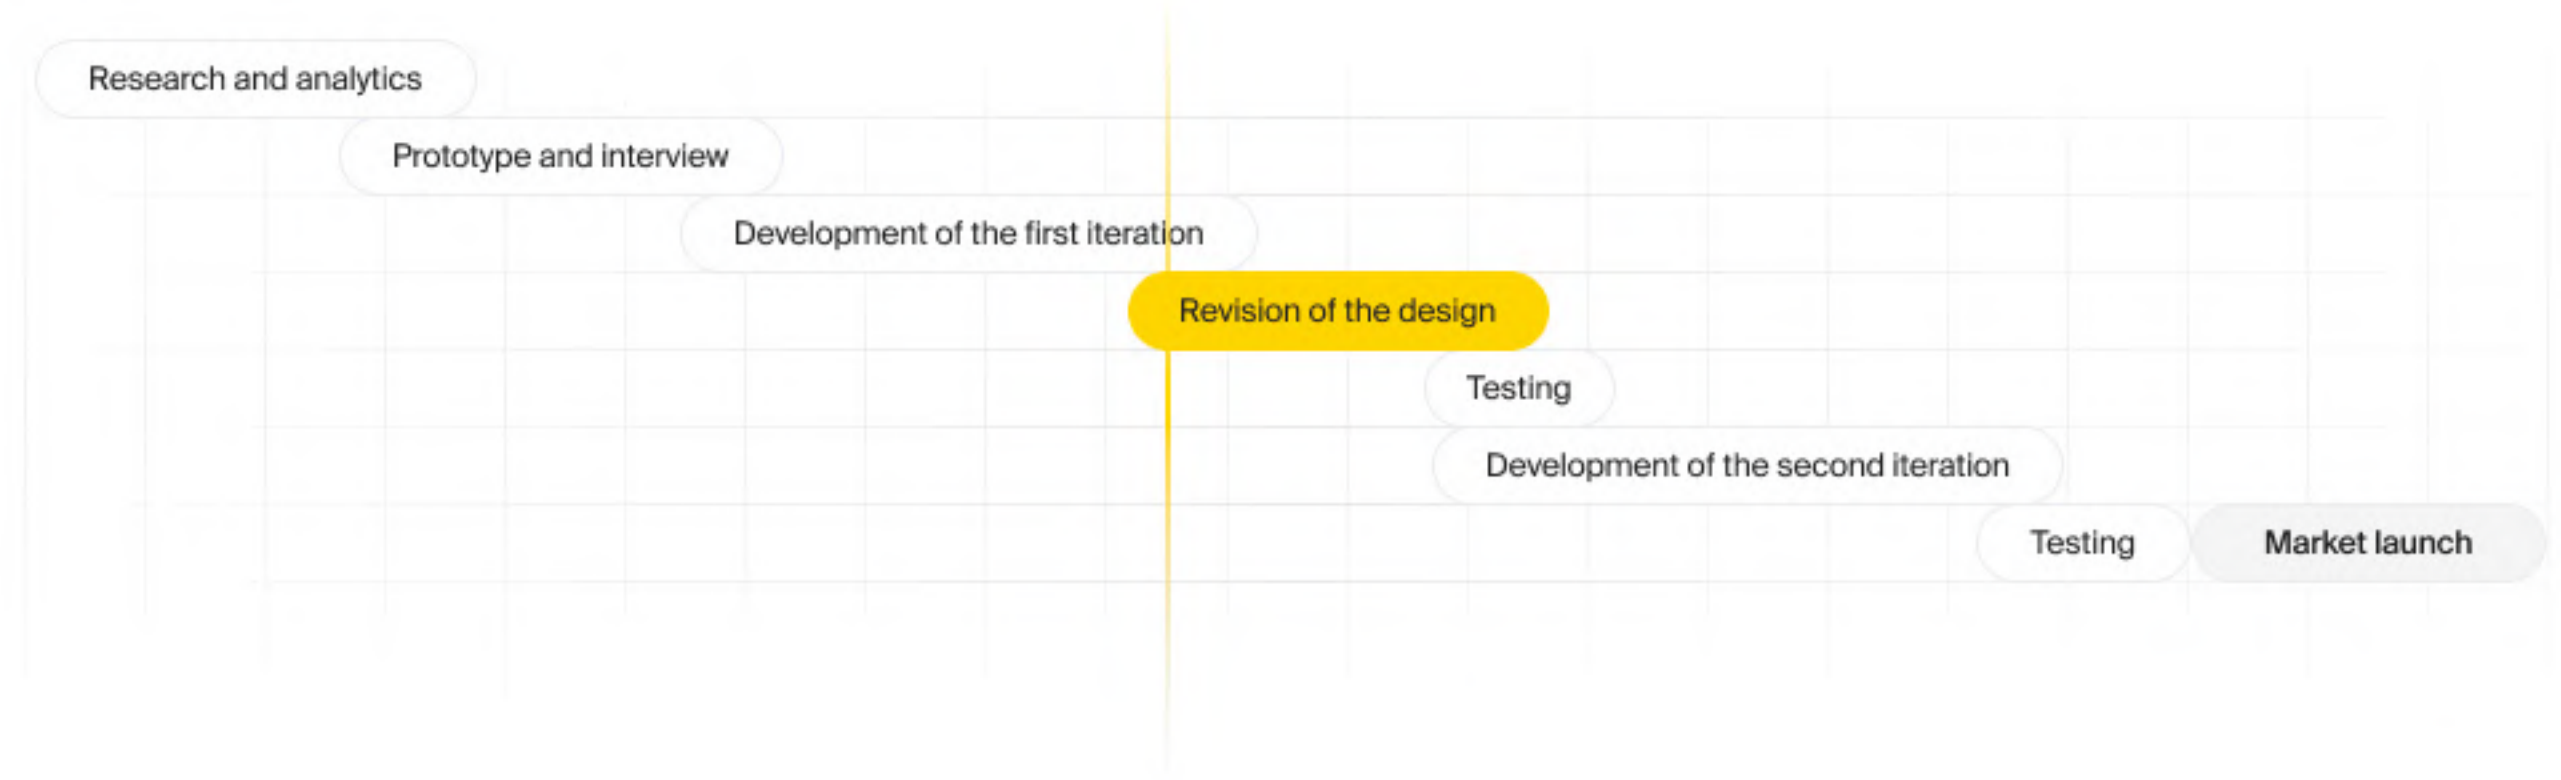 Research and analytics
Prototype and interview
Development of the first iteration
Revision of the design
Testing
Development of the second iteration
Testing
Market launch